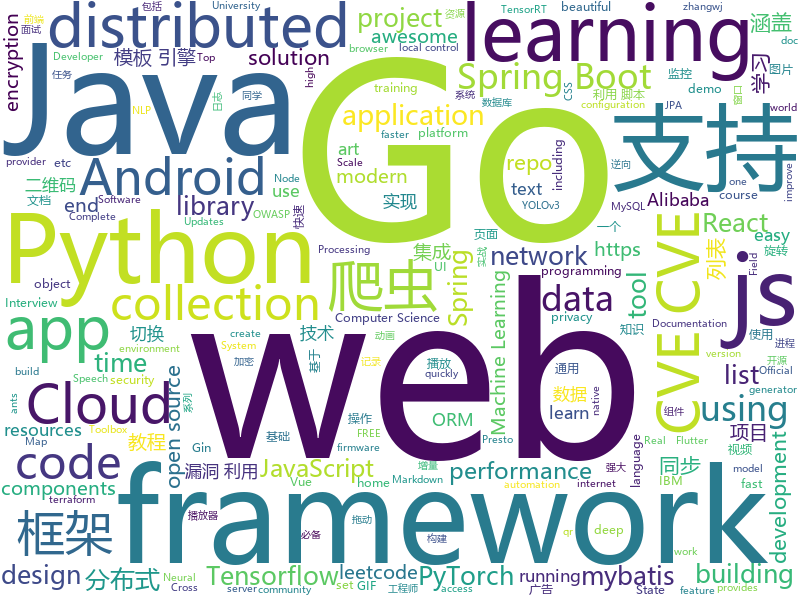 University
TensorRT
beautiful
zhangwj
包括
前端
面试
资源
Developer
任务
FREE
Top
browser
local control
doc
distributed
project
awesome
learning
涵盖
模板 引擎
solution
encryption
Java
Go
支持
Spring Boot
学习
监控
图片
NLP
日志
同学
training
数据库
CSS
窗口
application
利用 脚本
demo
系统
configuration
JPA
world
Android
platform
faster
art
Scale
including
repo
逆向
provider
etc
二维码
Node
modern
text
YOLOv3
MySQL
one
course
improve
文档
end
use
实现
Alibaba
Software
Complete
library
快速
Python
爬虫
Spring
集成
network
https
React
easy
列表
OWASP
Updates
Processing
UI
实战
页面
一个
旋转
Interview
collection
object
programming
app
data
tool
CVE CVE
js
web
Computer Science
privacy
Field
知识
Documentation
使用
进程
切换
技术
基于
动画
Machine Learning
time
create
System
environment
加密
播放
通用
native
version
Cloud
list
开源
Official
build
security
记录
操作
ORM
数据
learn
using
generator
quickly
Speech
系列
教程
基础
Gin
Toolbox
ants
code
resources
open source
漏洞 利用
leetcode
项目
组件
Map
Real
Flutter
framework
JavaScript
Vue
firmware
增量
Presto
performance
视频
language
强大
同步
development
components
home
Markdown
automation
internet
IBM
model
fast
框架
播放器
必备
terraform
design
分布式
Tensorflow
GIF
PyTorch
qr
deep
running
mybatis
building
Neural
Cross
server
community
拖动
广告
工程师
构建
access
set
State
feature
provides
work
high